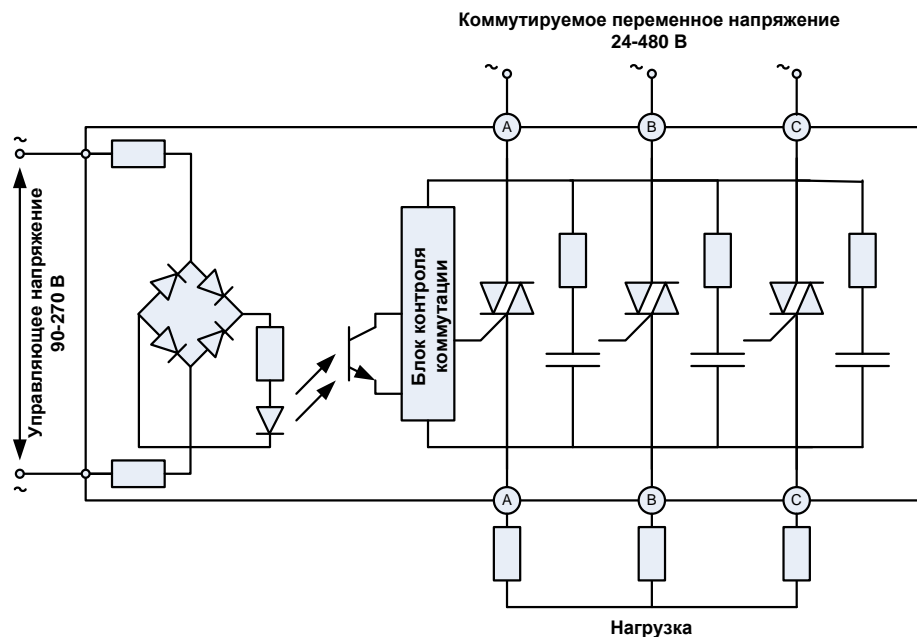 Коммутируемое переменное напряжение
24-480 В
~
~
~
A
B
C
~
Управляющее напряжение
90-270 В
~
Блок контроля
коммутации
A
B
C
Нагрузка